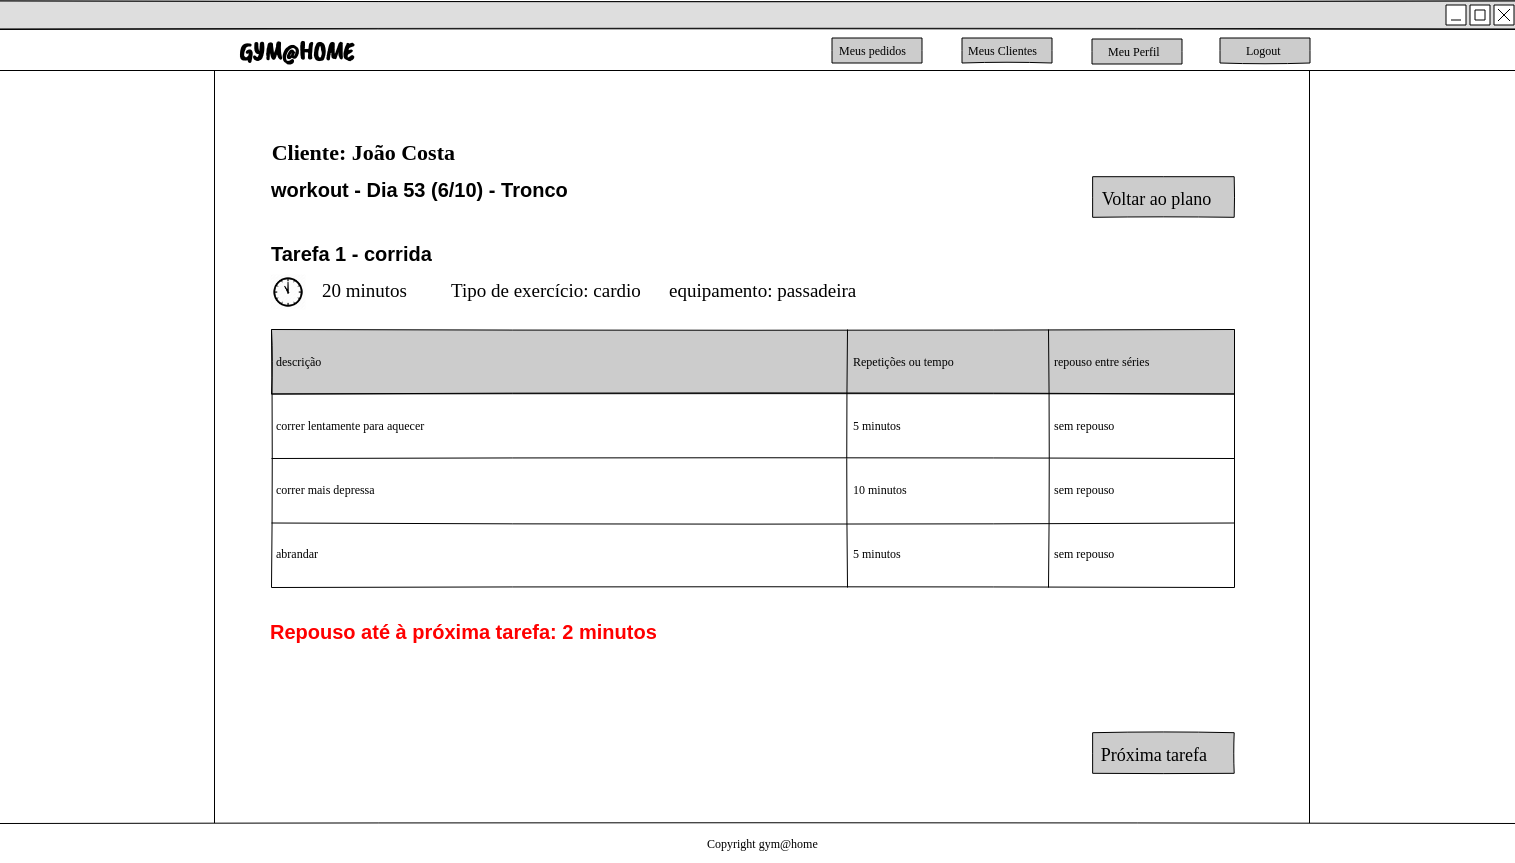 GYM@HOME
Meus pedidos
Meus Clientes
Meu Perfil
Logout
Cliente: João Costa
workout - Dia 53 (6/10) - Tronco
Voltar ao plano
Tarefa 1 - corrida
20 minutos Tipo de exercício: cardio equipamento: passadeira
descrição Repetições ou tempo repouso entre séries
correr lentamente para aquecer 5 minutos sem repouso
correr mais depressa 10 minutos sem repouso
abrandar 5 minutos sem repouso
Repouso até à próxima tarefa: 2 minutos
Próxima tarefa
Copyright gym@home